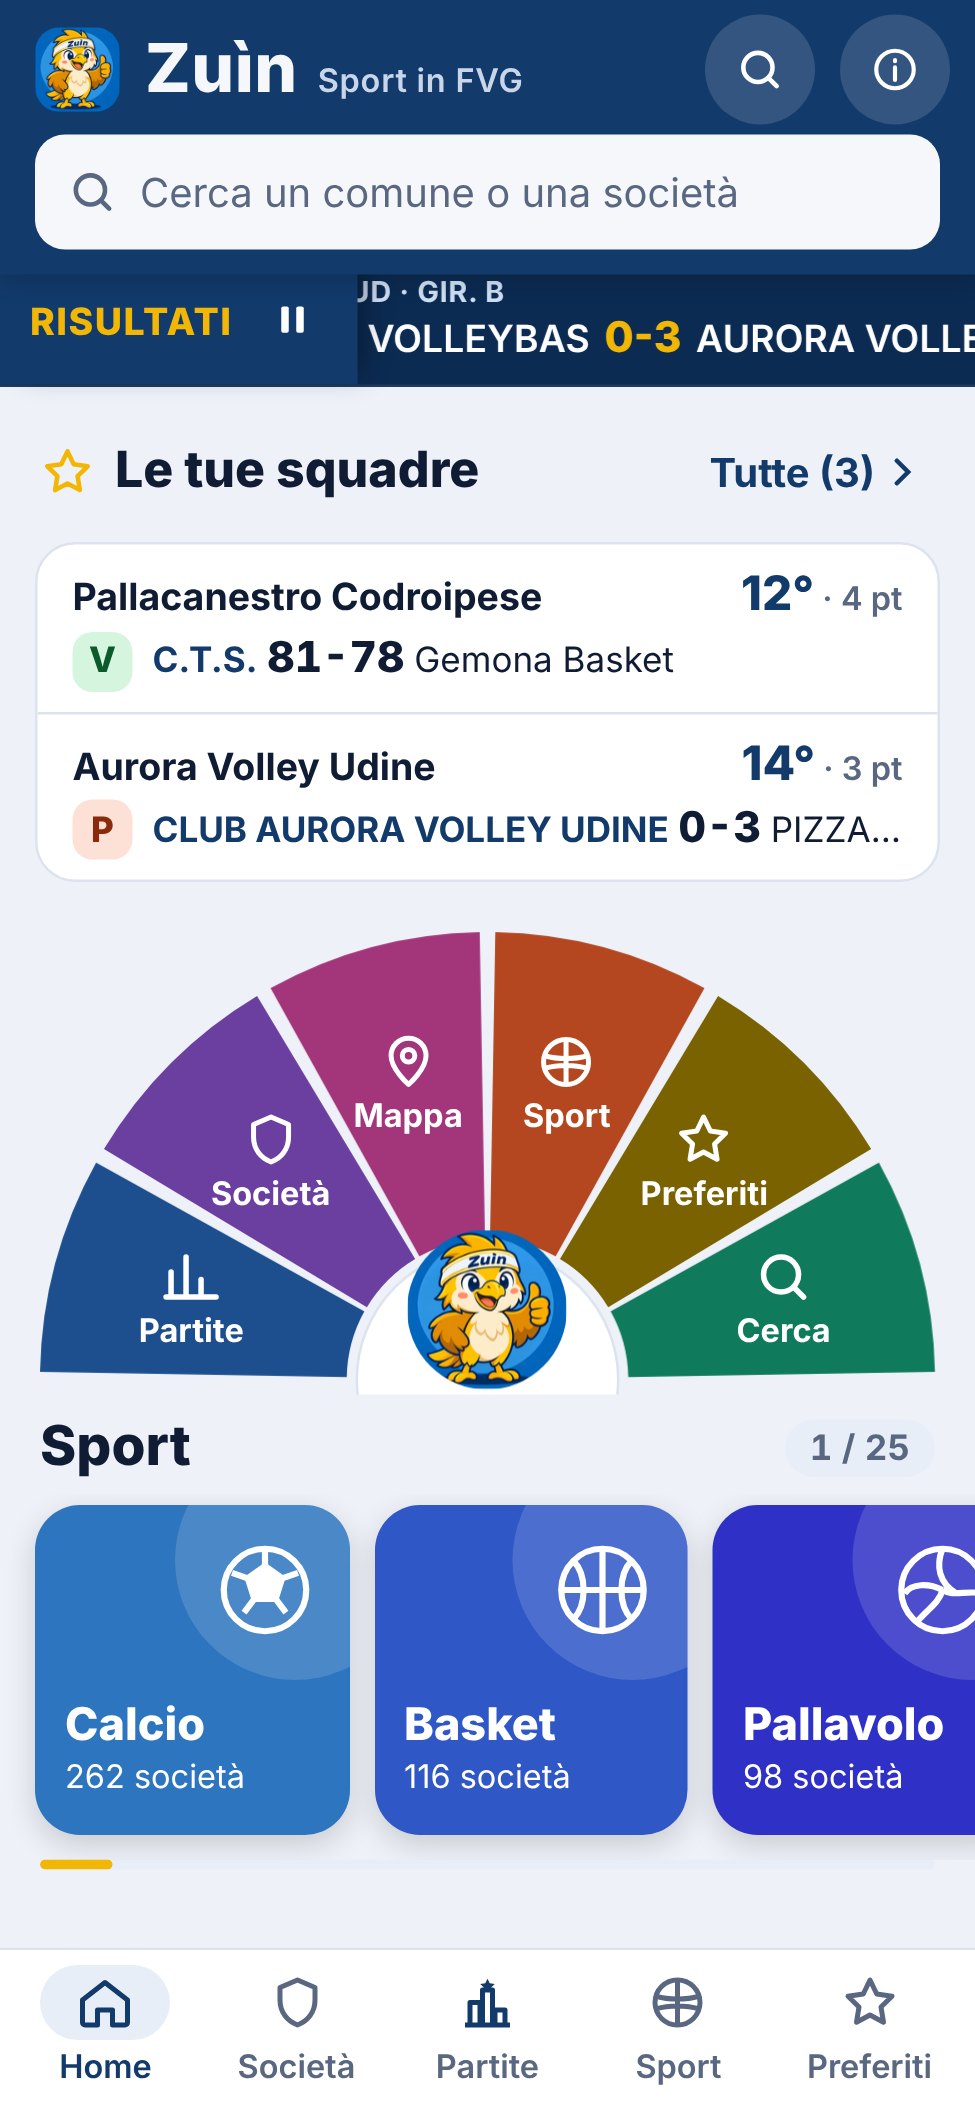 Zuin
Zuìn Sport in FVG
Cerca un comune o una società
RISULTATI
UD · GIR. B
VOLLEYBAS 0-3 AURORA VOLLE
Le tue squadre
Tutte (3)
Pallacanestro Codroipese
12° · 4 pt
V C.T.S. 81-78 Gemona Basket
Aurora Volley Udine
14° · 3 pt
P CLUB AURORA VOLLEY UDINE 0-3 PIZZA...
Mappa
Sport
Società
Preferiti
Partite
Cerca
Zuin
Sport
1 / 25
Calcio
262 società
Basket
116 società
Pallavolo
98 società
Home
Società
Partite
Sport
Preferiti